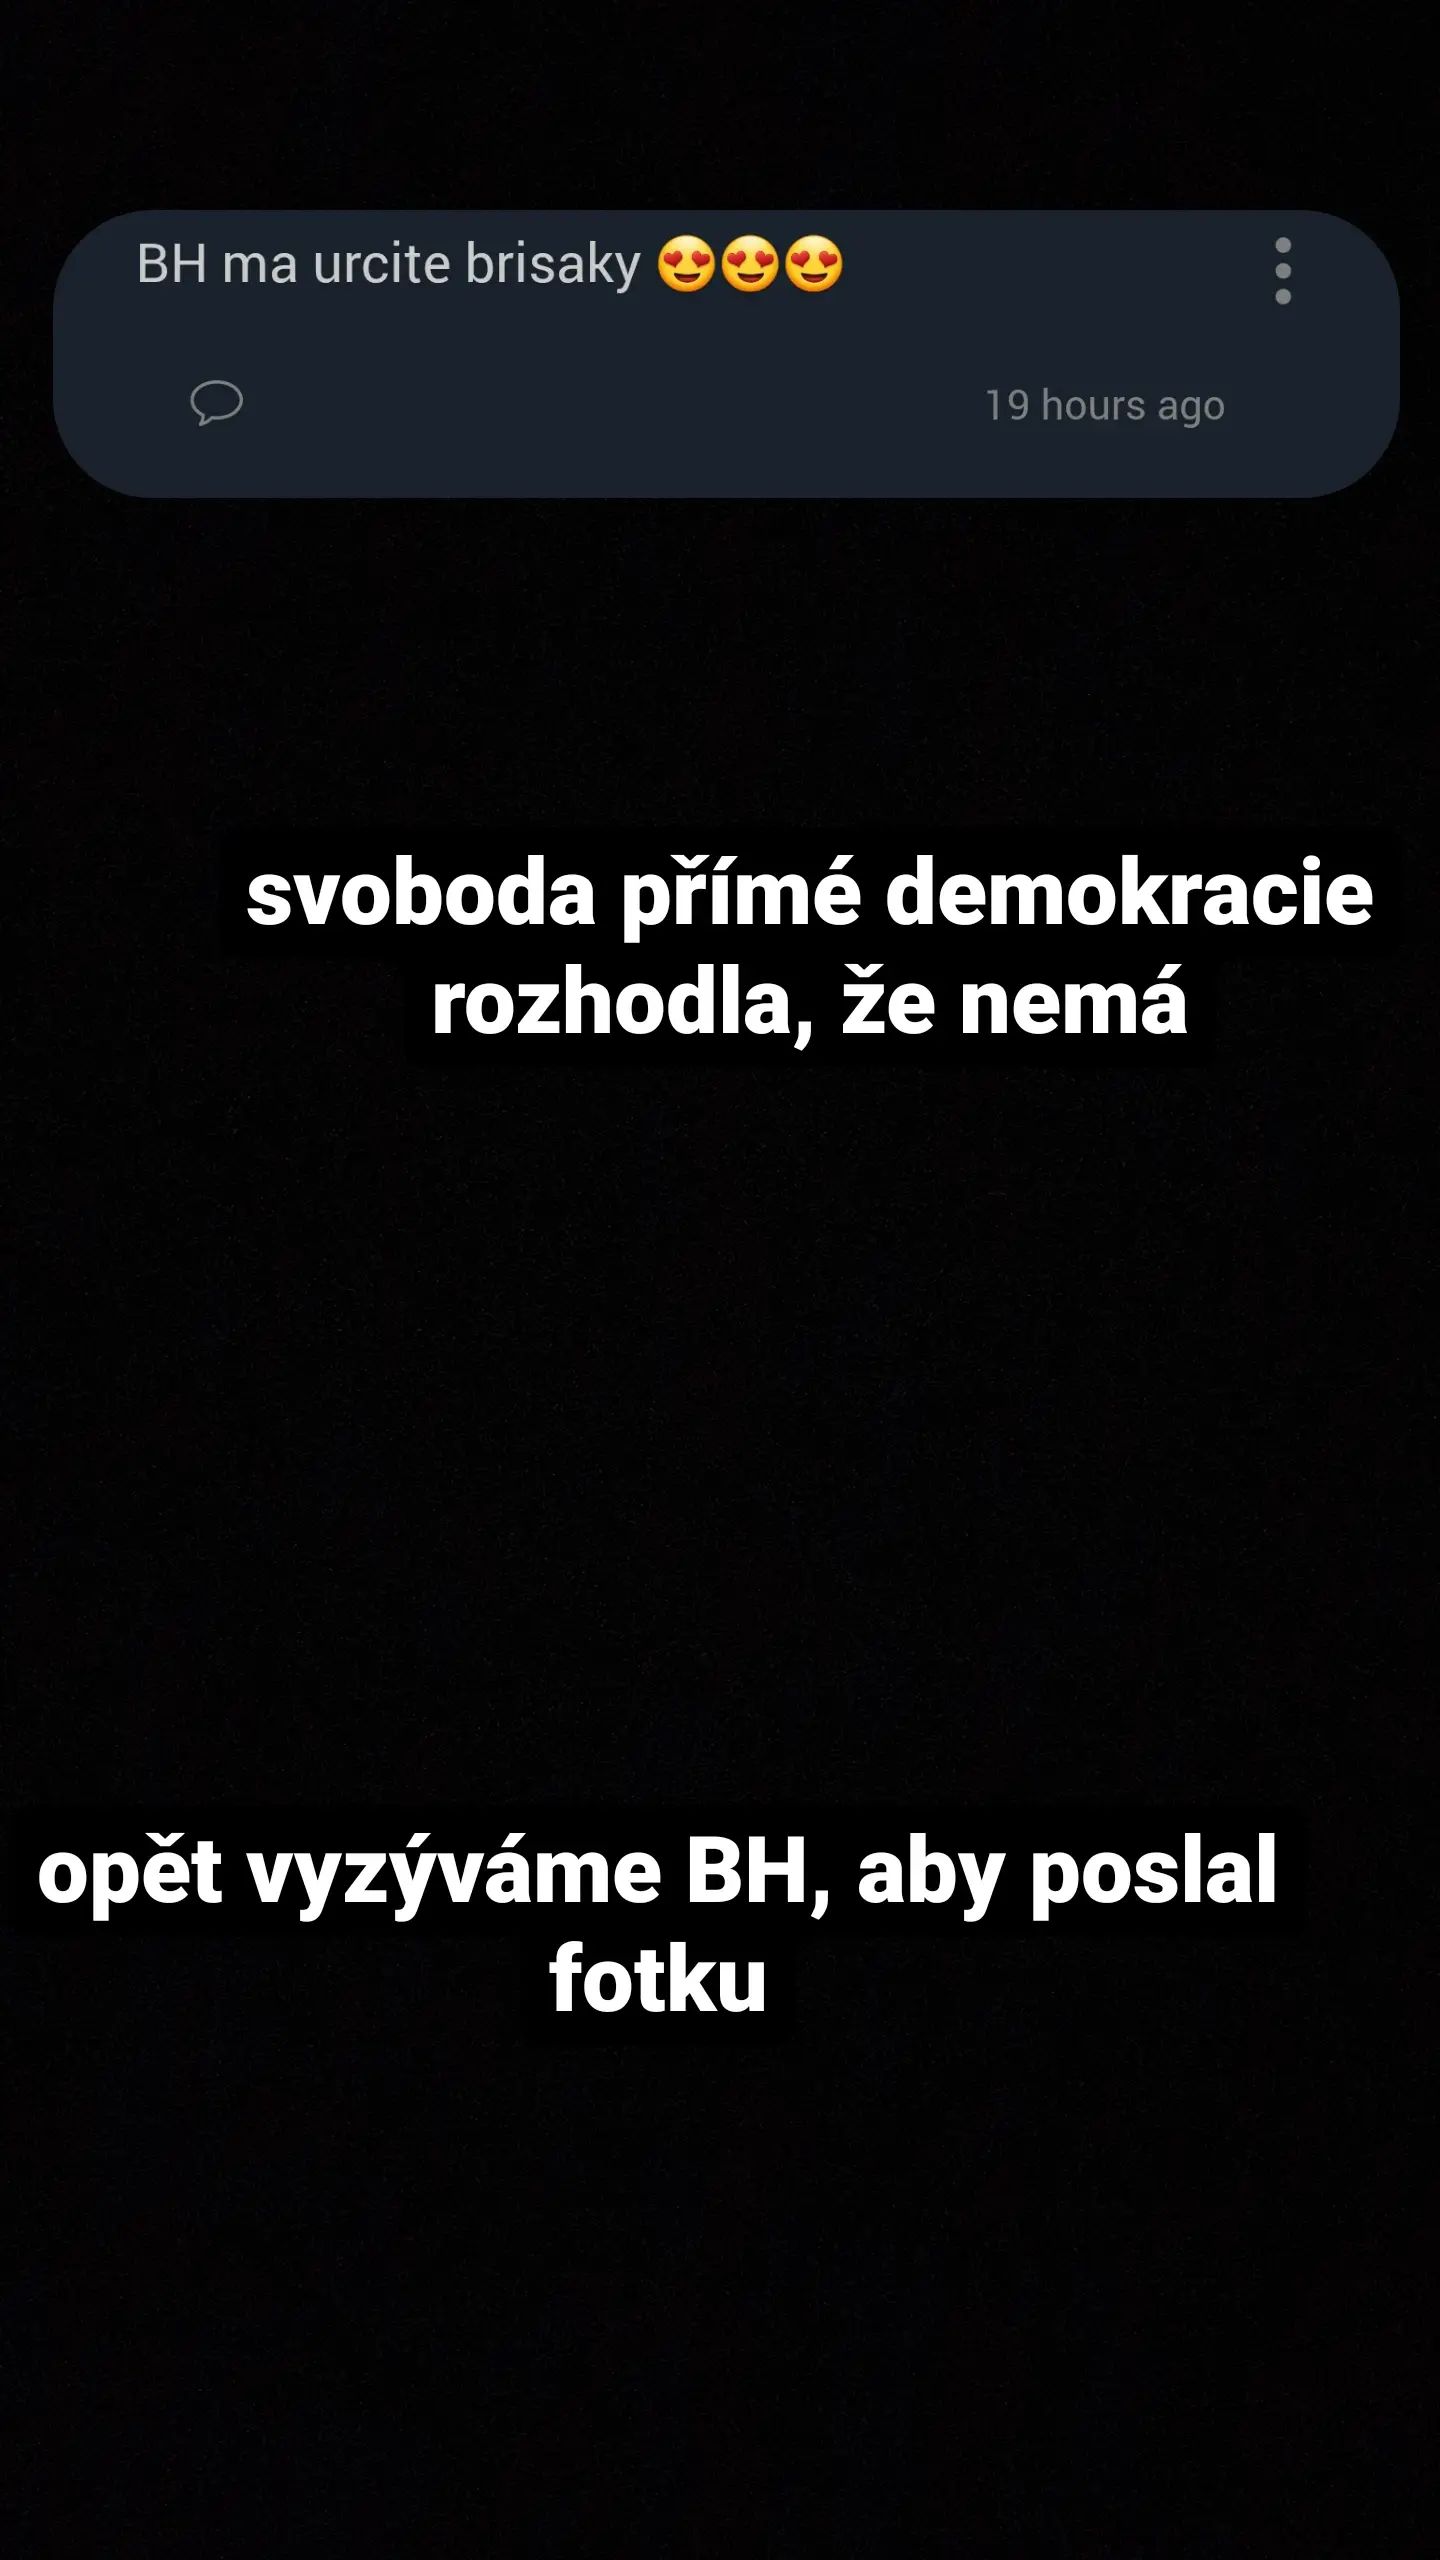 BH ma urcite brisaky 😍😍😍
19 hours ago
svoboda přímé demokracie
rozhodla, že nemá
opět vyzýváme BH, aby poslal
fotku